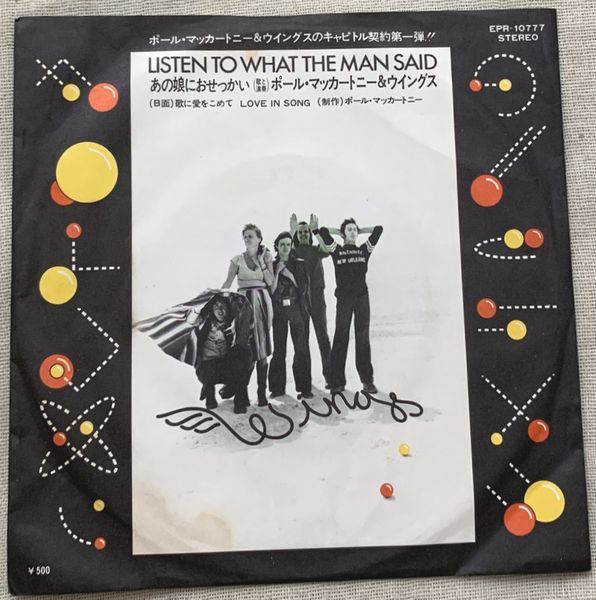 ポール・マッカートニー&ウイングスのキャピトル契約第一弾!!
EPR-10777
STEREO
LISTEN TO WHAT THE MAN SAID
あの娘におせっかい(歌と演奏)ポール・マッカートニー&ウイングス
(B面)歌に愛をこめて LOVE IN SONG (制作)ポール・マッカートニー
NEW ORLEANS
Wings
¥500